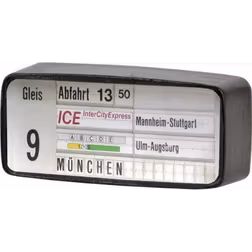 Gleis Abfahrt 13 50
ICE InterCityExpress Mannheim-Stuttgart
A B C D E
9 Ulm-Augsburg
MÜNCHEN